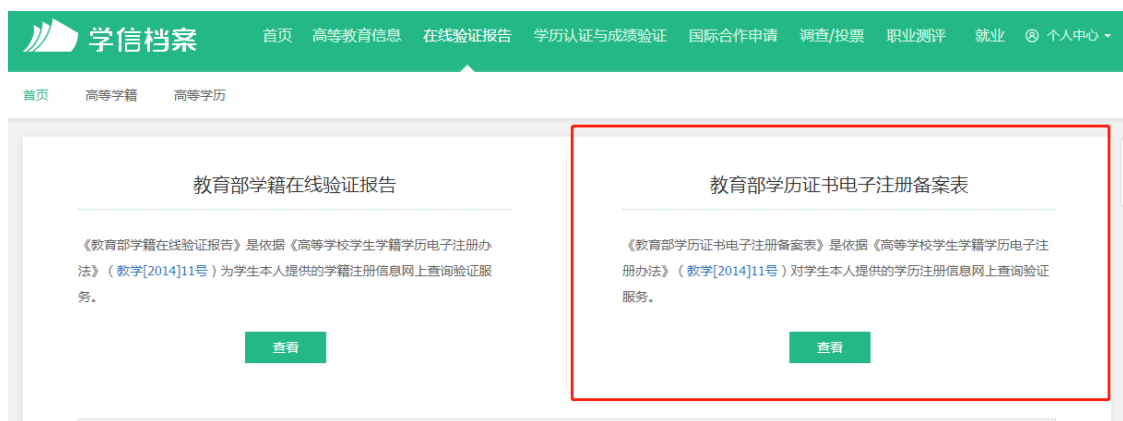 学信档案
首页 高等教育信息 在线验证报告 学历认证与成绩验证 国际合作申请 调查/投票 职业测评 就业 个人中心
首页 高等学籍 高等学历
教育部学籍在线验证报告
《教育部学籍在线验证报告》是依据《高等学校学生学籍学历电子注册办
法》（教学[2014]11号）为学生本人提供的学籍注册信息网上查询验证服
务。
查看
教育部学历证书电子注册备案表
《教育部学历证书电子注册备案表》是依据《高等学校学生学籍学历电子注
册办法》（教学[2014]11号）对学生本人提供的学历注册信息网上查询验证
服务。
查看